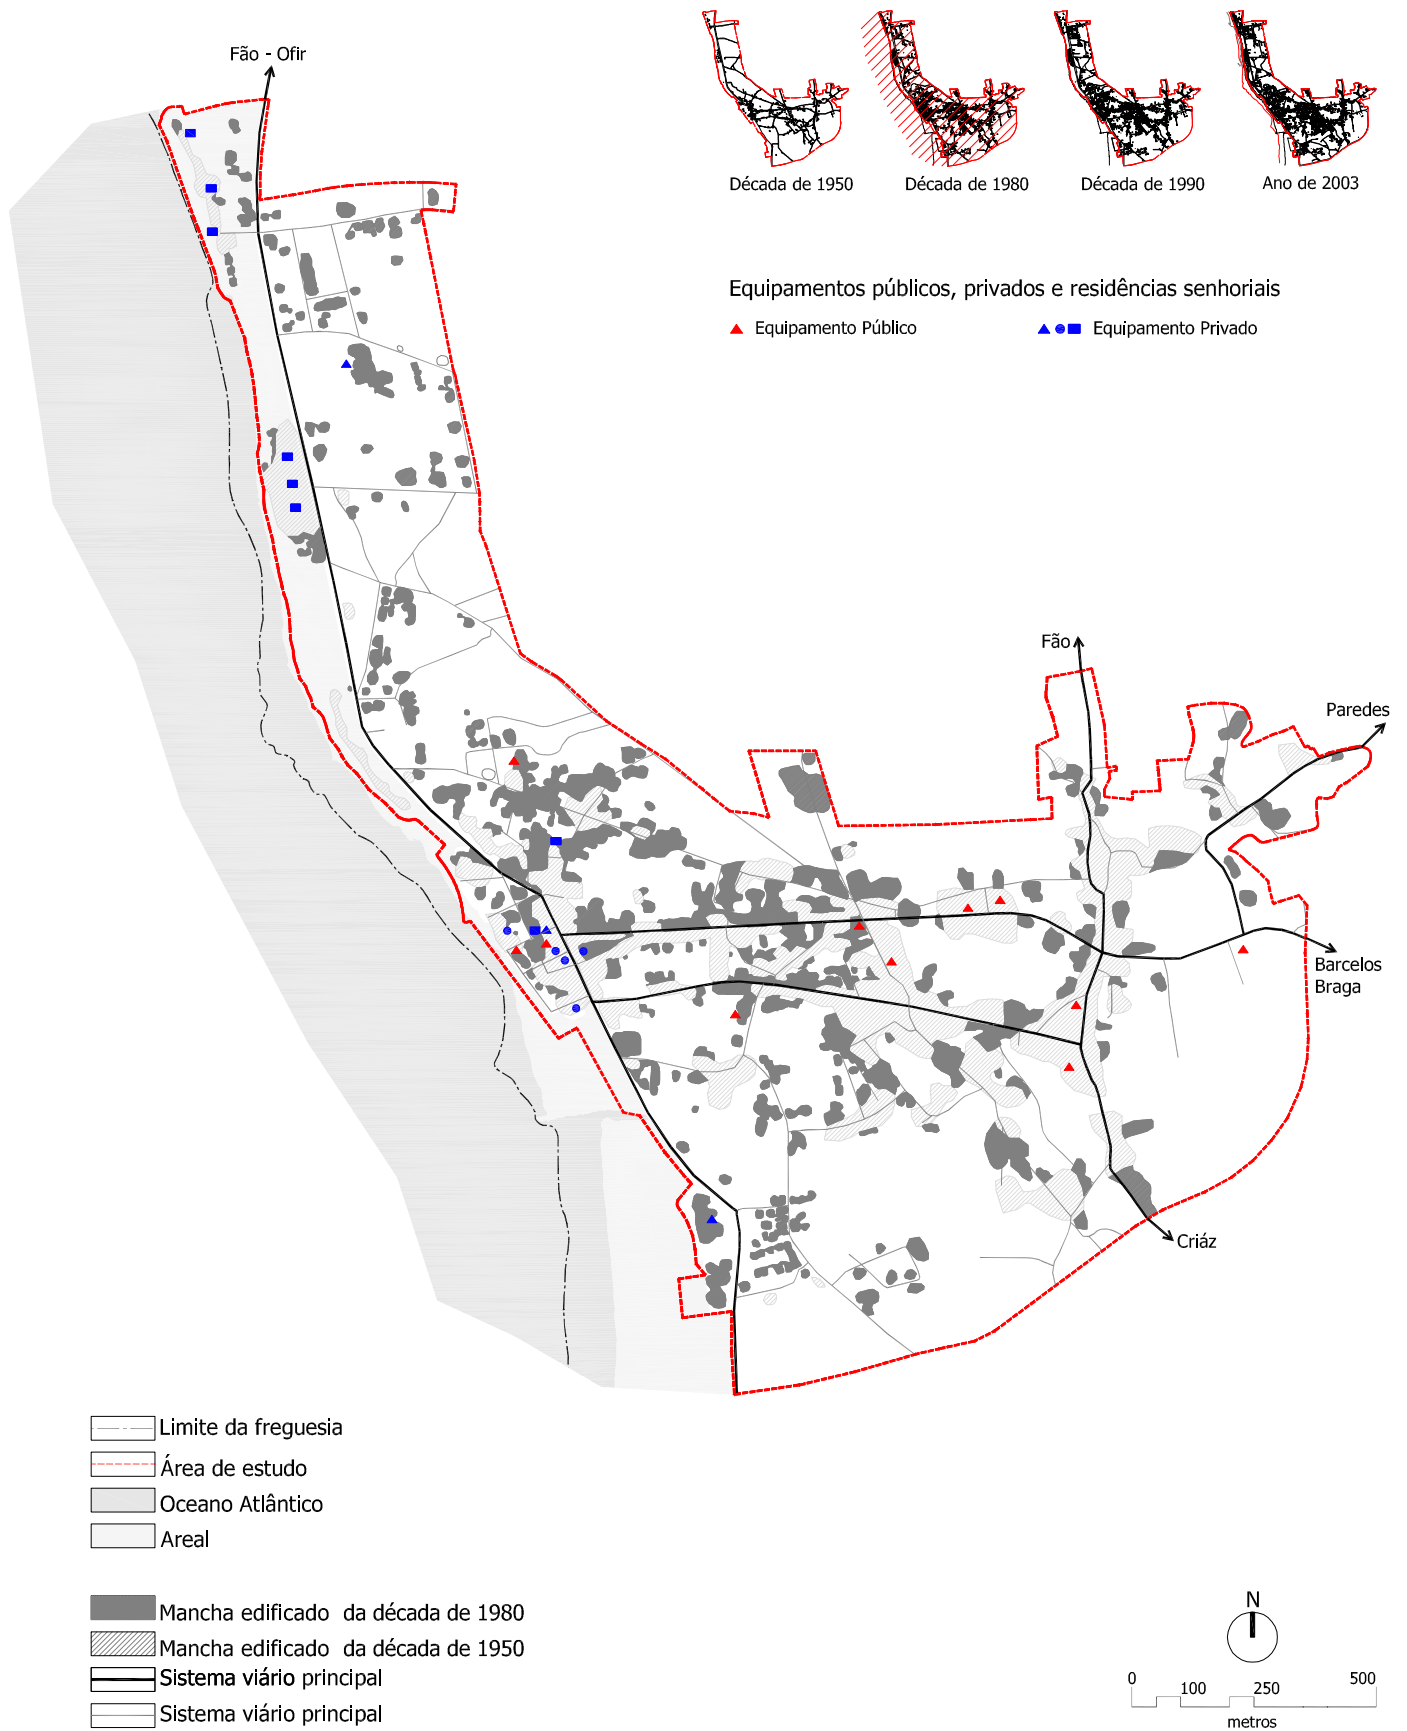 Fão - Ofir
Década de 1950
Década de 1980
Década de 1990
Ano de 2003
Equipamentos públicos, privados e residências senhoriais
Equipamento Público
Equipamento Privado
Fão
Paredes
Barcelos
Braga
Criáz
Limite da freguesia
Área de estudo
Oceano Atlântico
Areal
Mancha edificado da década de 1980
Mancha edificado da década de 1950
Sistema viário principal
Sistema viário principal
N
0 100 250 500
metros